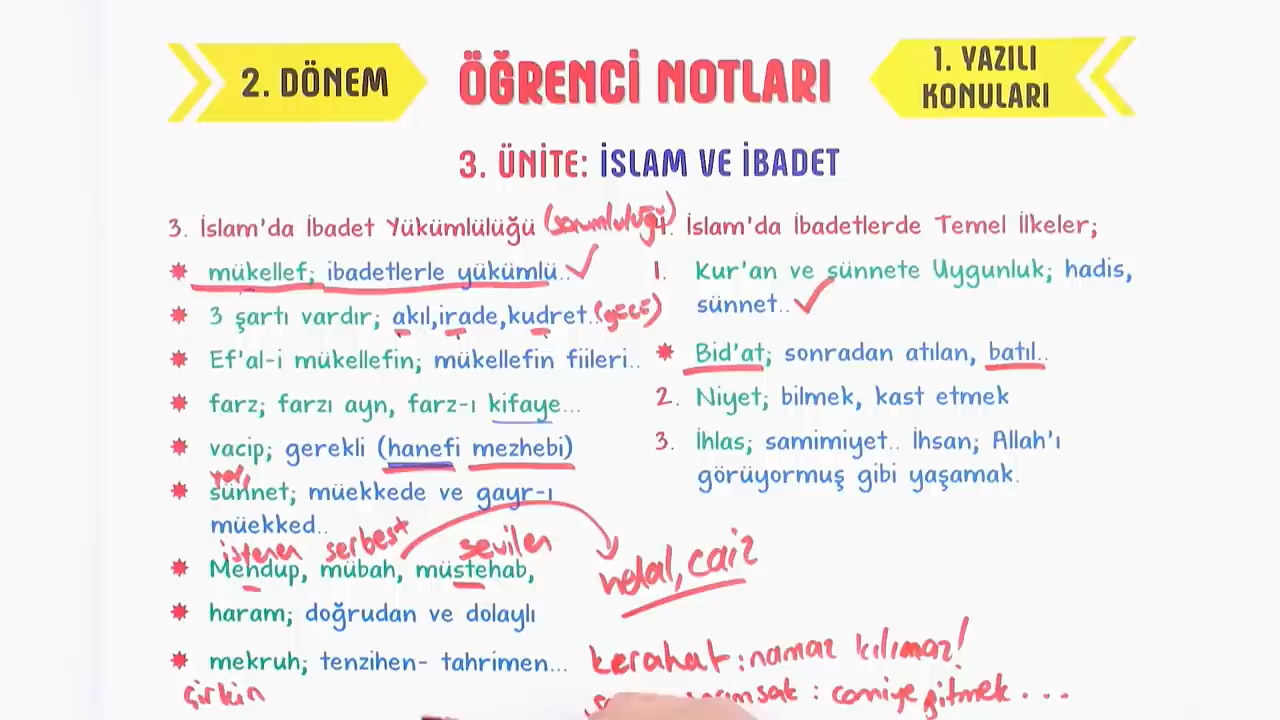 2. DÖNEM
ÖĞRENCİ NOTLARI
1. YAZILI
KONULARI
3. ÜNİTE: İSLAM VE İBADET
3. İslam'da İbadet Yükümlülüğü (sorumluluğu)
mükellef; ibadetlerle yükümlü..
3 şartı vardır; akıl,irade,kudret..(gücü)
Ef'al-i mükellefin; mükellefin fiileri..
farz; farzı ayn, farz-ı kifaye...
vacip; gerekli (hanefi mezhebi)
yol,
sünnet; müekkede ve gayr-ı
müekked..
istenen serbest sevilen
Mendup, mübah, müstehab,
haram; doğrudan ve dolaylı
mekruh; tenzihen- tahrimen...
çirkin
4. İslam'da İbadetlerde Temel İlkeler;
1. Kur'an ve sünnete Uygunluk; hadis,
sünnet..
Bid'at; sonradan atılan, batıl..
2. Niyet; bilmek, kast etmek
3. İhlas; samimiyet.. İhsan; Allah'ı
görüyormuş gibi yaşamak.
helal, caiz
kerahat: namaz kılımaz!
: camiye gitmek...